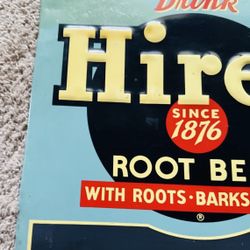 Drink
Hire
SINCE
1876
ROOT BE
WITH ROOTS·BARKS
®